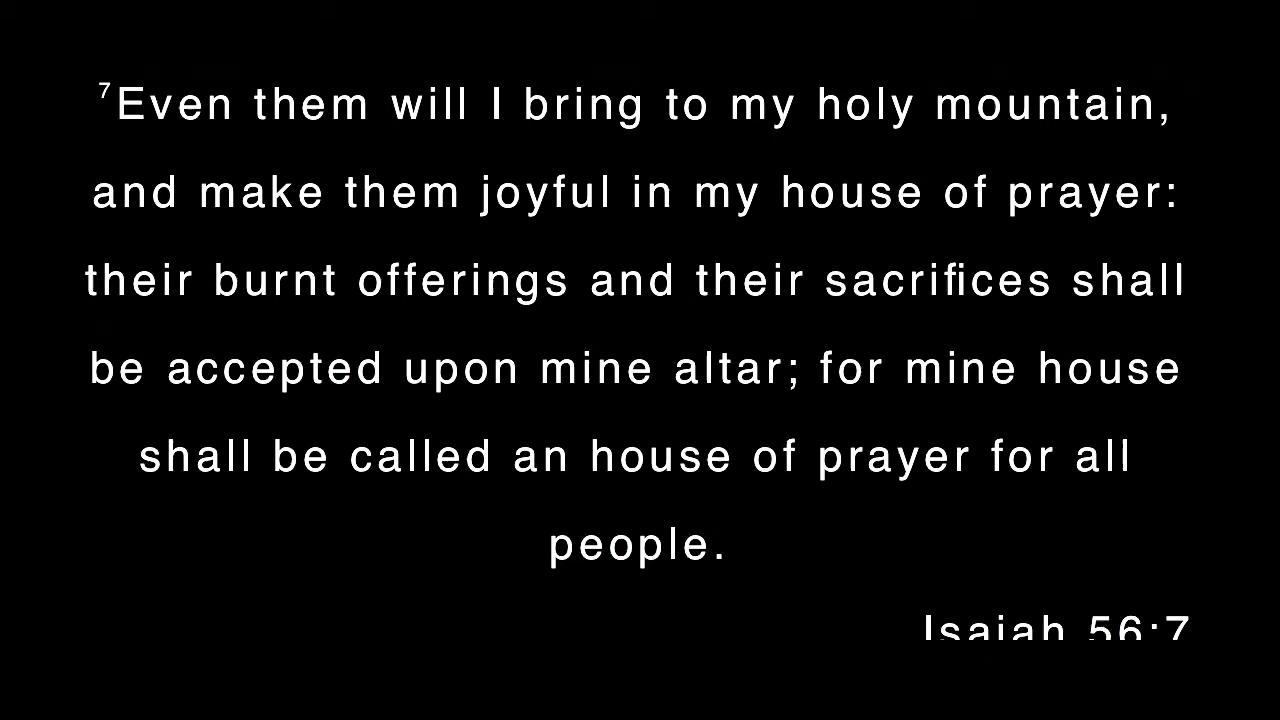 7Even them will I bring to my holy mountain,
and make them joyful in my house of prayer:
their burnt offerings and their sacrifices shall
be accepted upon mine altar; for mine house
shall be called an house of prayer for all
people.
Isaiah 56:7